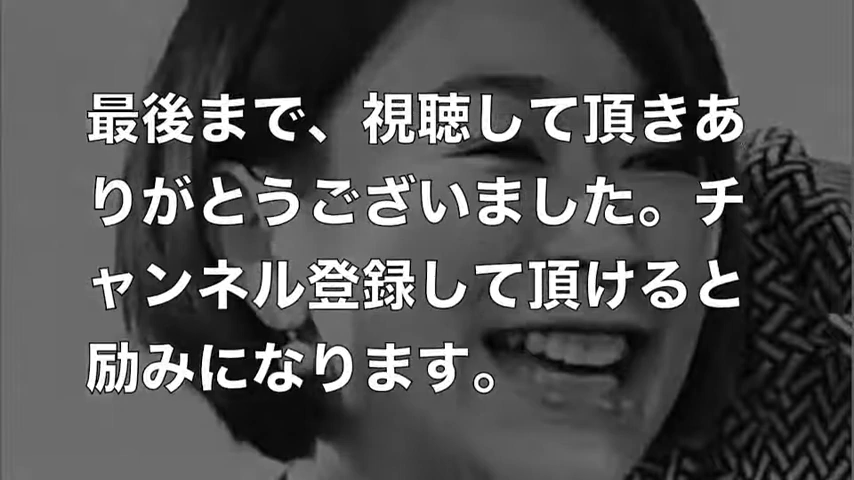 最後まで、視聴して頂きあ
りがとうございました。チ
ャンネル登録して頂けると
励みになります。